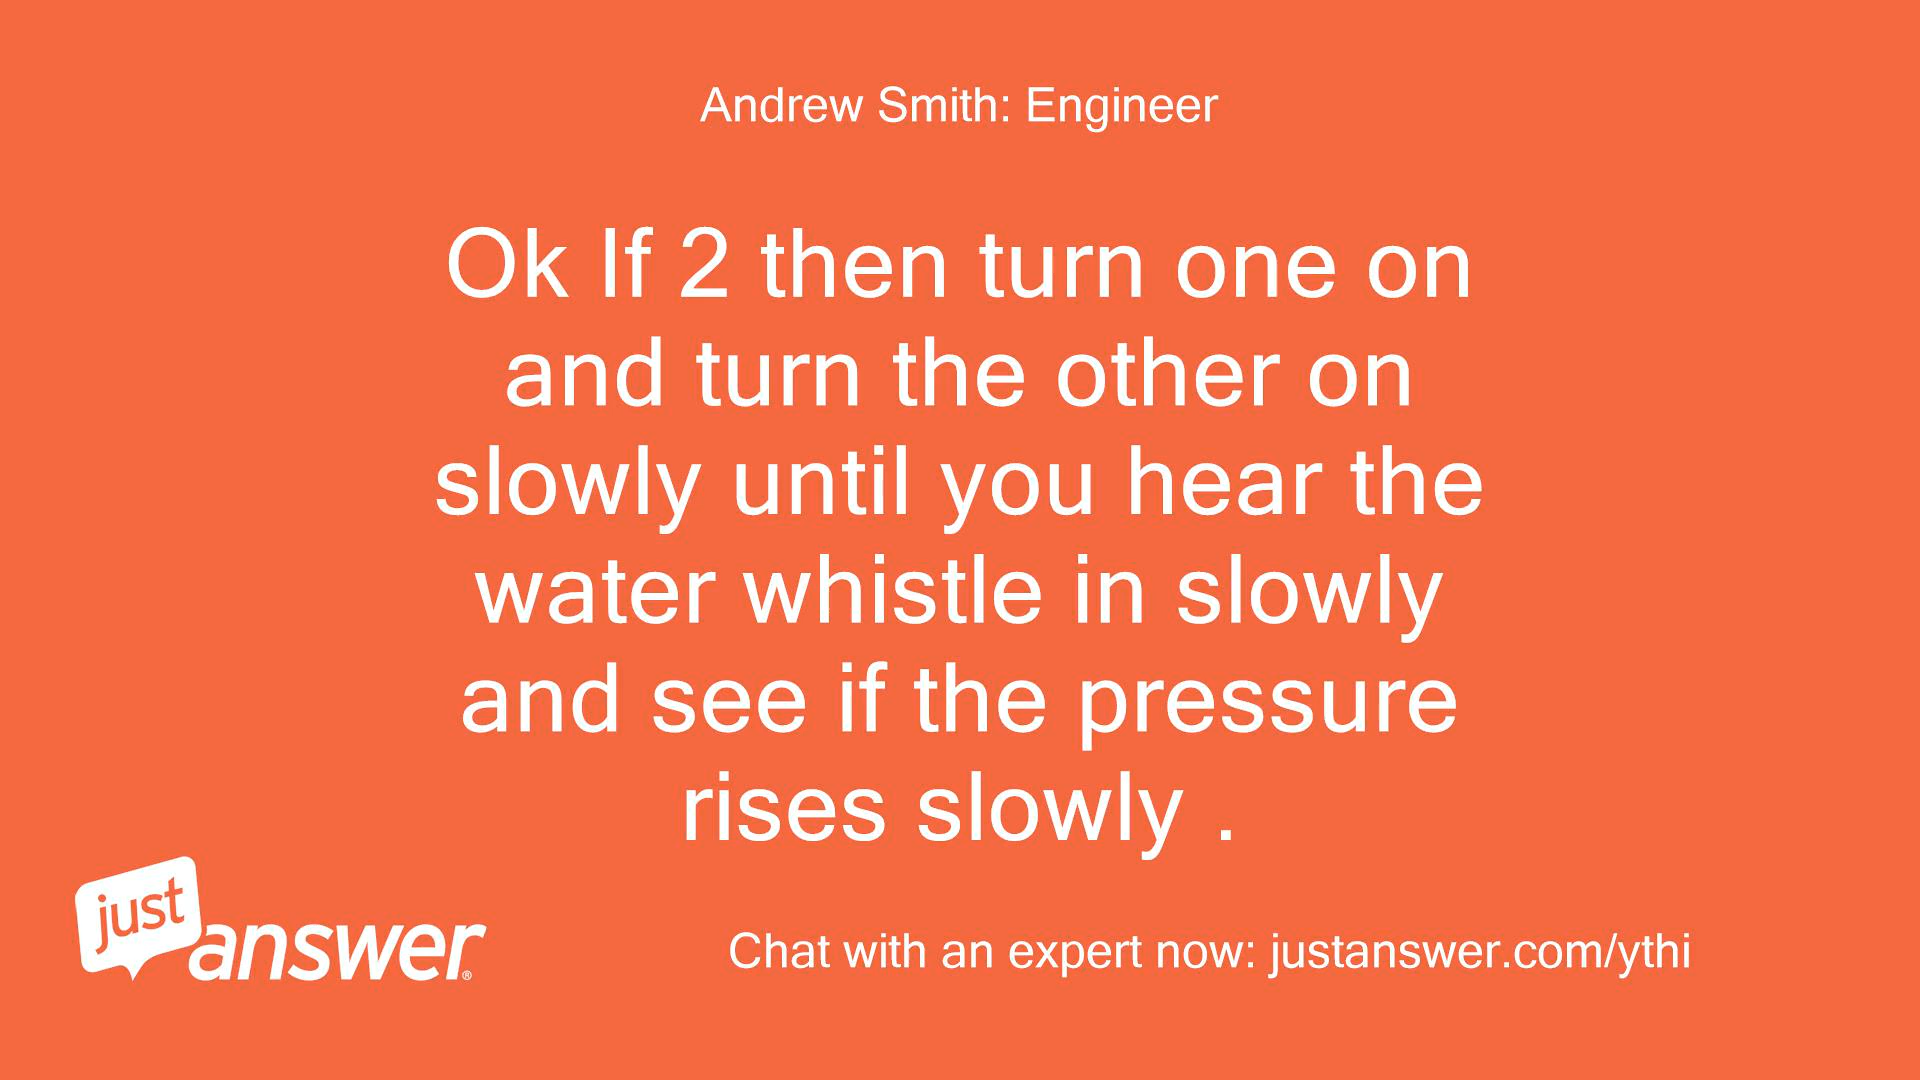 Andrew Smith: Engineer
Ok If 2 then turn one on
and turn the other on
slowly until you hear the
water whistle in slowly
and see if the pressure
rises slowly .
just
answer®
Chat with an expert now: justanswer.com/ythi